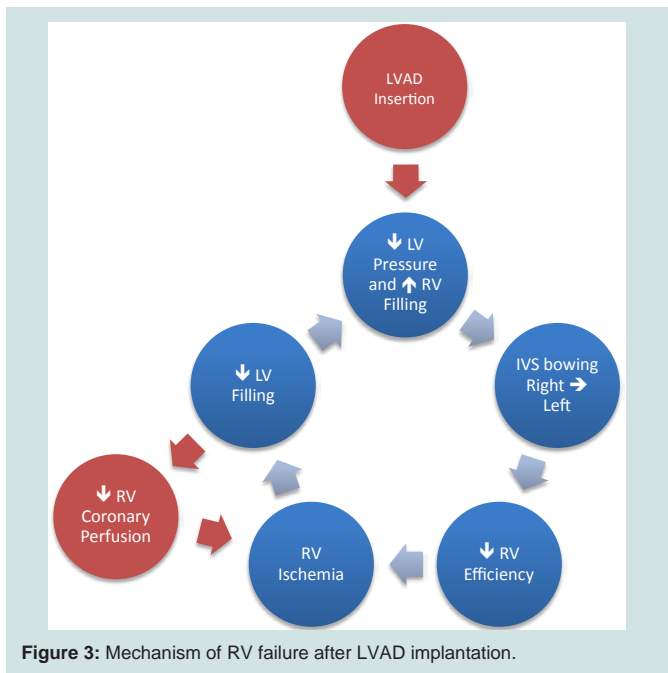 LVAD
Insertion
↓ LV
Pressure
and ↑ RV
Filling
IVS bowing
Right → Left
↓ RV
Efficiency
RV
Ischemia
↓ LV
Filling
↓ RV
Coronary
Perfusion
Figure 3: Mechanism of RV failure after LVAD implantation.